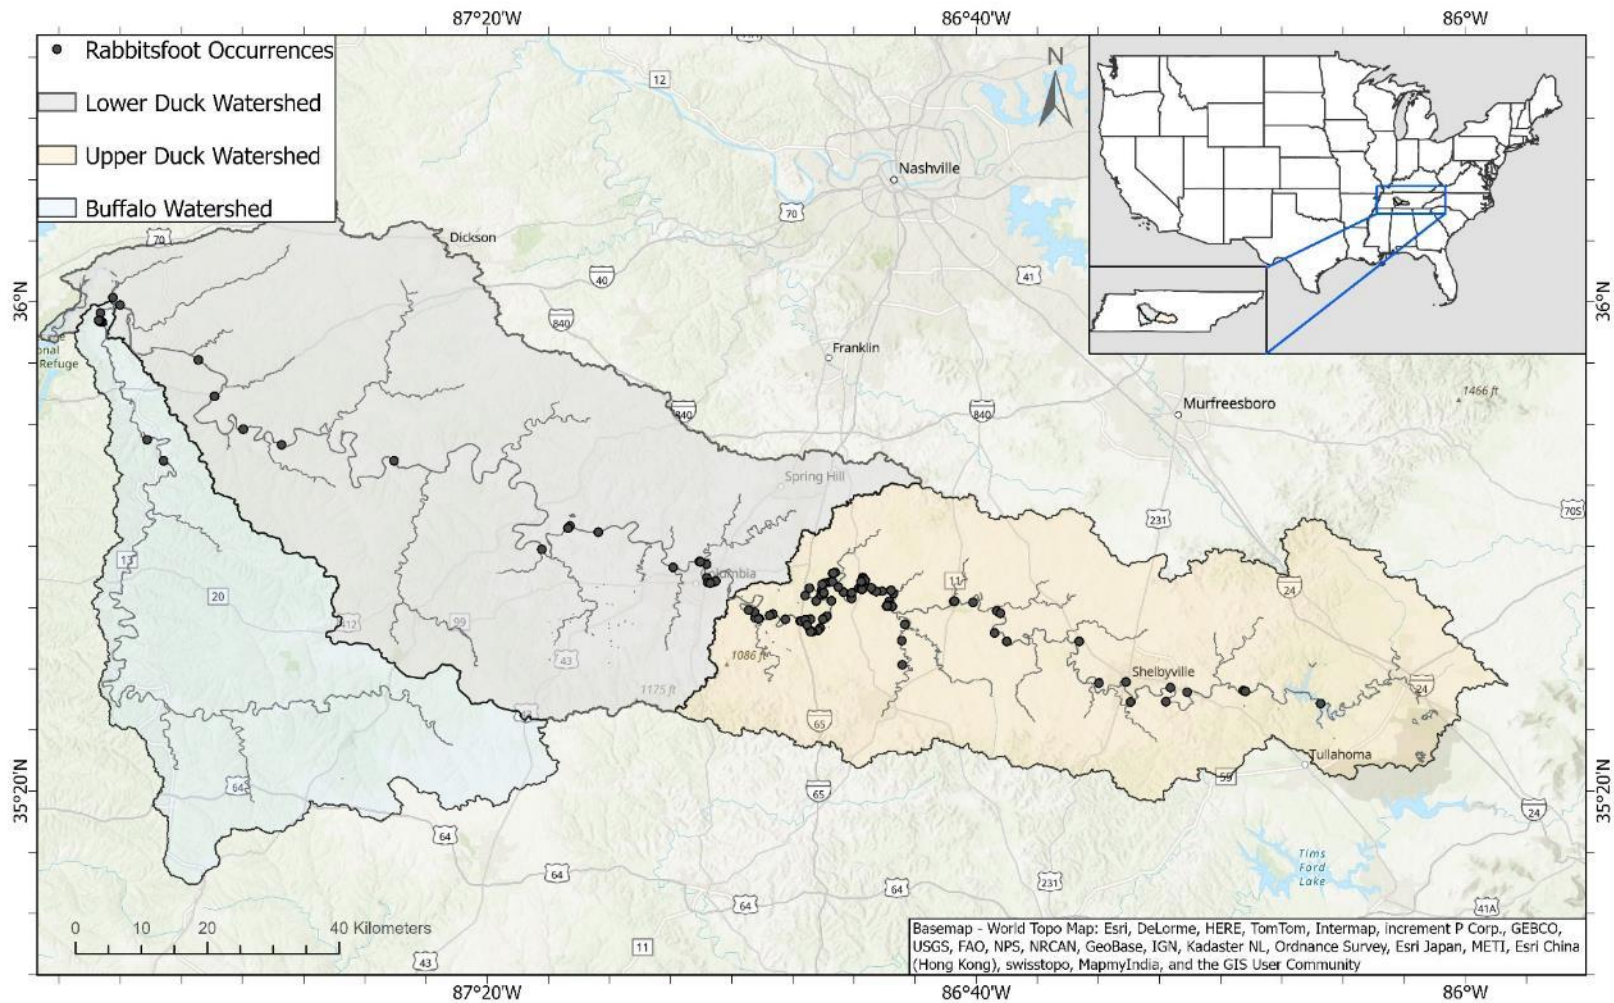 87°20'W 86°40'W 86°W
Rabbitsfoot Occurrences
Lower Duck Watershed
Upper Duck Watershed
Buffalo Watershed
N
12
Nashville
70
70
Dickson
40
41
36°N
36°N
840
Franklin
onal
Refuge
840
840
Murfreesboro
1466 ft
Spring Hill
231
70S
13
20
11
24
412
99
43
1086 ft
1175 ft
Shelbyville
24
65
Tullahoma
64
65
35°20'N
35°20'N
24
64
64
64
64
231
Tims
Ford
Lake
41A
0 10 20 40 Kilometers
43
11
Basemap - World Topo Map: Esri, DeLorme, HERE, TomTom, Intermap, increment P Corp., GEBCO,
USGS, FAO, NPS, NRCAN, GeoBase, IGN, Kadaster NL, Ordnance Survey, Esri Japan, METI, Esri China
(Hong Kong), swisstopo, MapmyIndia, and the GIS User Community
87°20'W 86°40'W 86°W